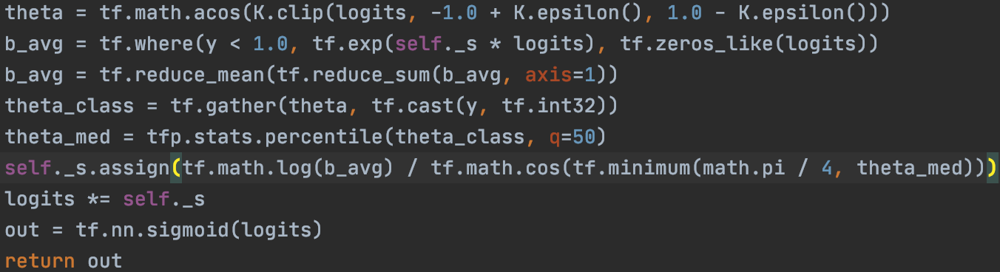 theta = tf.math.acos(K.clip(logits, -1.0 + K.epsilon(), 1.0 - K.epsilon()))
b_avg = tf.where(y < 1.0, tf.exp(self._s * logits), tf.zeros_like(logits))
b_avg = tf.reduce_mean(tf.reduce_sum(b_avg, axis=1))
theta_class = tf.gather(theta, tf.cast(y, tf.int32))
theta_med = tfp.stats.percentile(theta_class, q=50)
self._s.assign(tf.math.log(b_avg) / tf.math.cos(tf.minimum(math.pi / 4, theta_med)))
logits *= self._s
out = tf.nn.sigmoid(logits)
return out